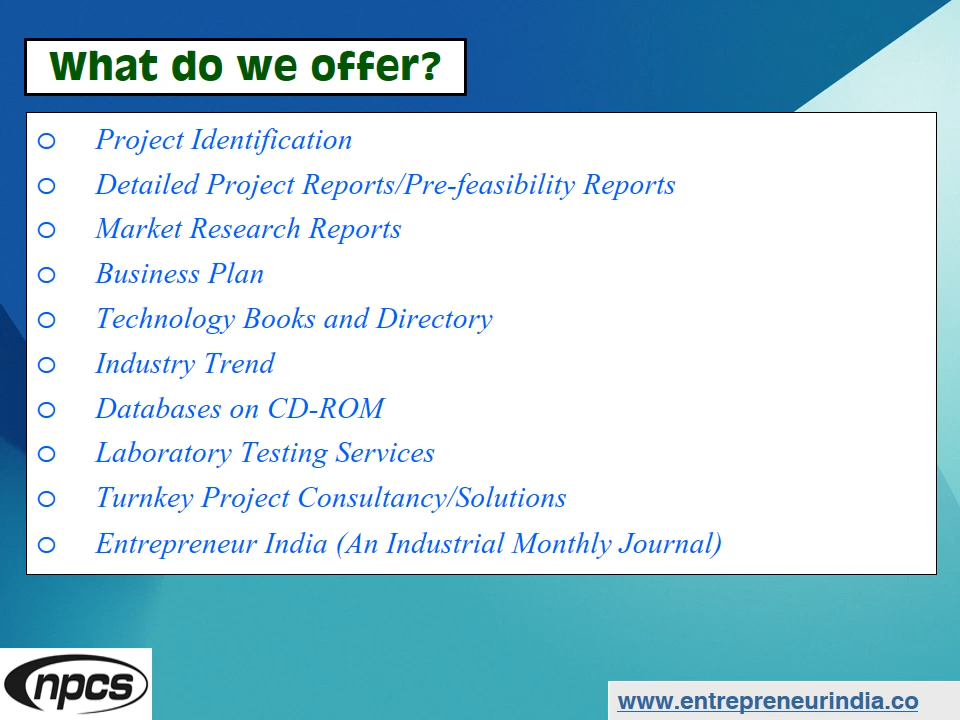 What do we offer?
Project Identification
Detailed Project Reports/Pre-feasibility Reports
Market Research Reports
Business Plan
Technology Books and Directory
Industry Trend
Databases on CD-ROM
Laboratory Testing Services
Turnkey Project Consultancy/Solutions
Entrepreneur India (An Industrial Monthly Journal)
npcs
www.entrepreneurindia.co